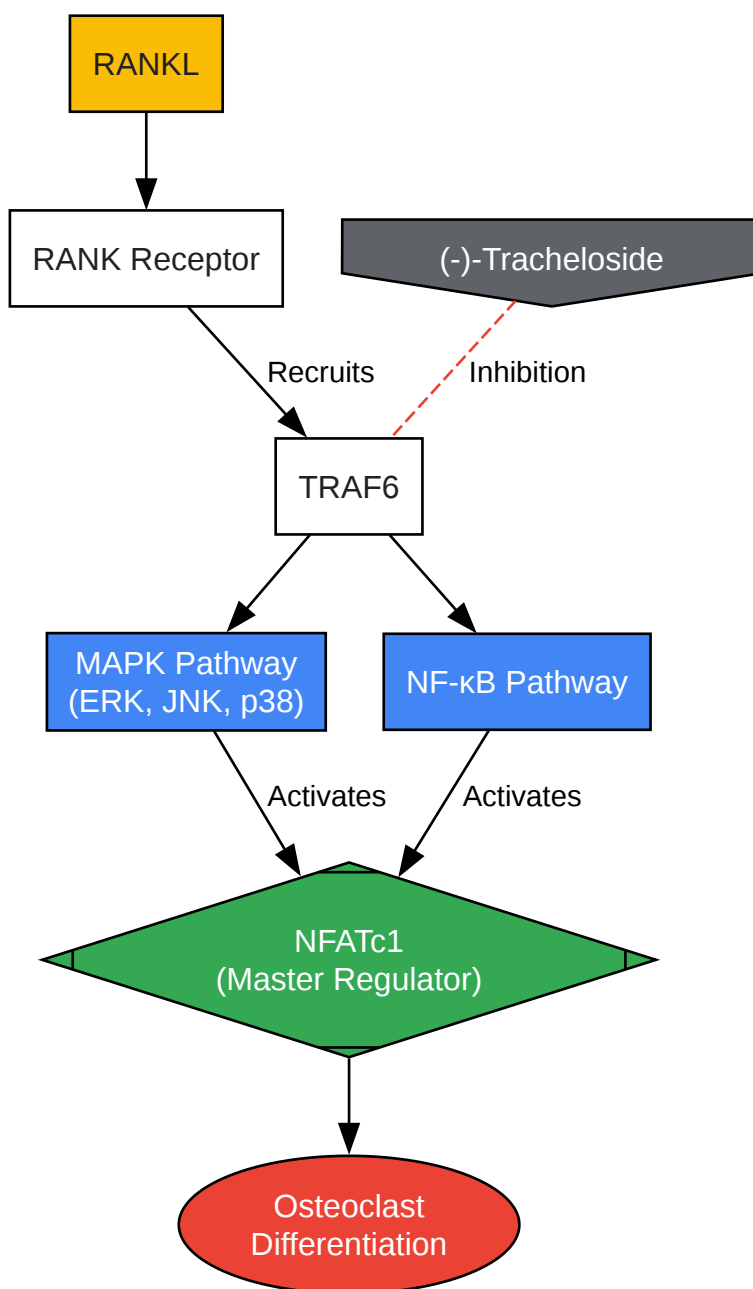 RANKL
RANK Receptor
(-)-Tracheloside
Recruits
Inhibition
TRAF6
MAPK Pathway
(ERK, JNK, p38)
NF-κB Pathway
Activates
Activates
NFATc1
(Master Regulator)
Osteoclast
Differentiation